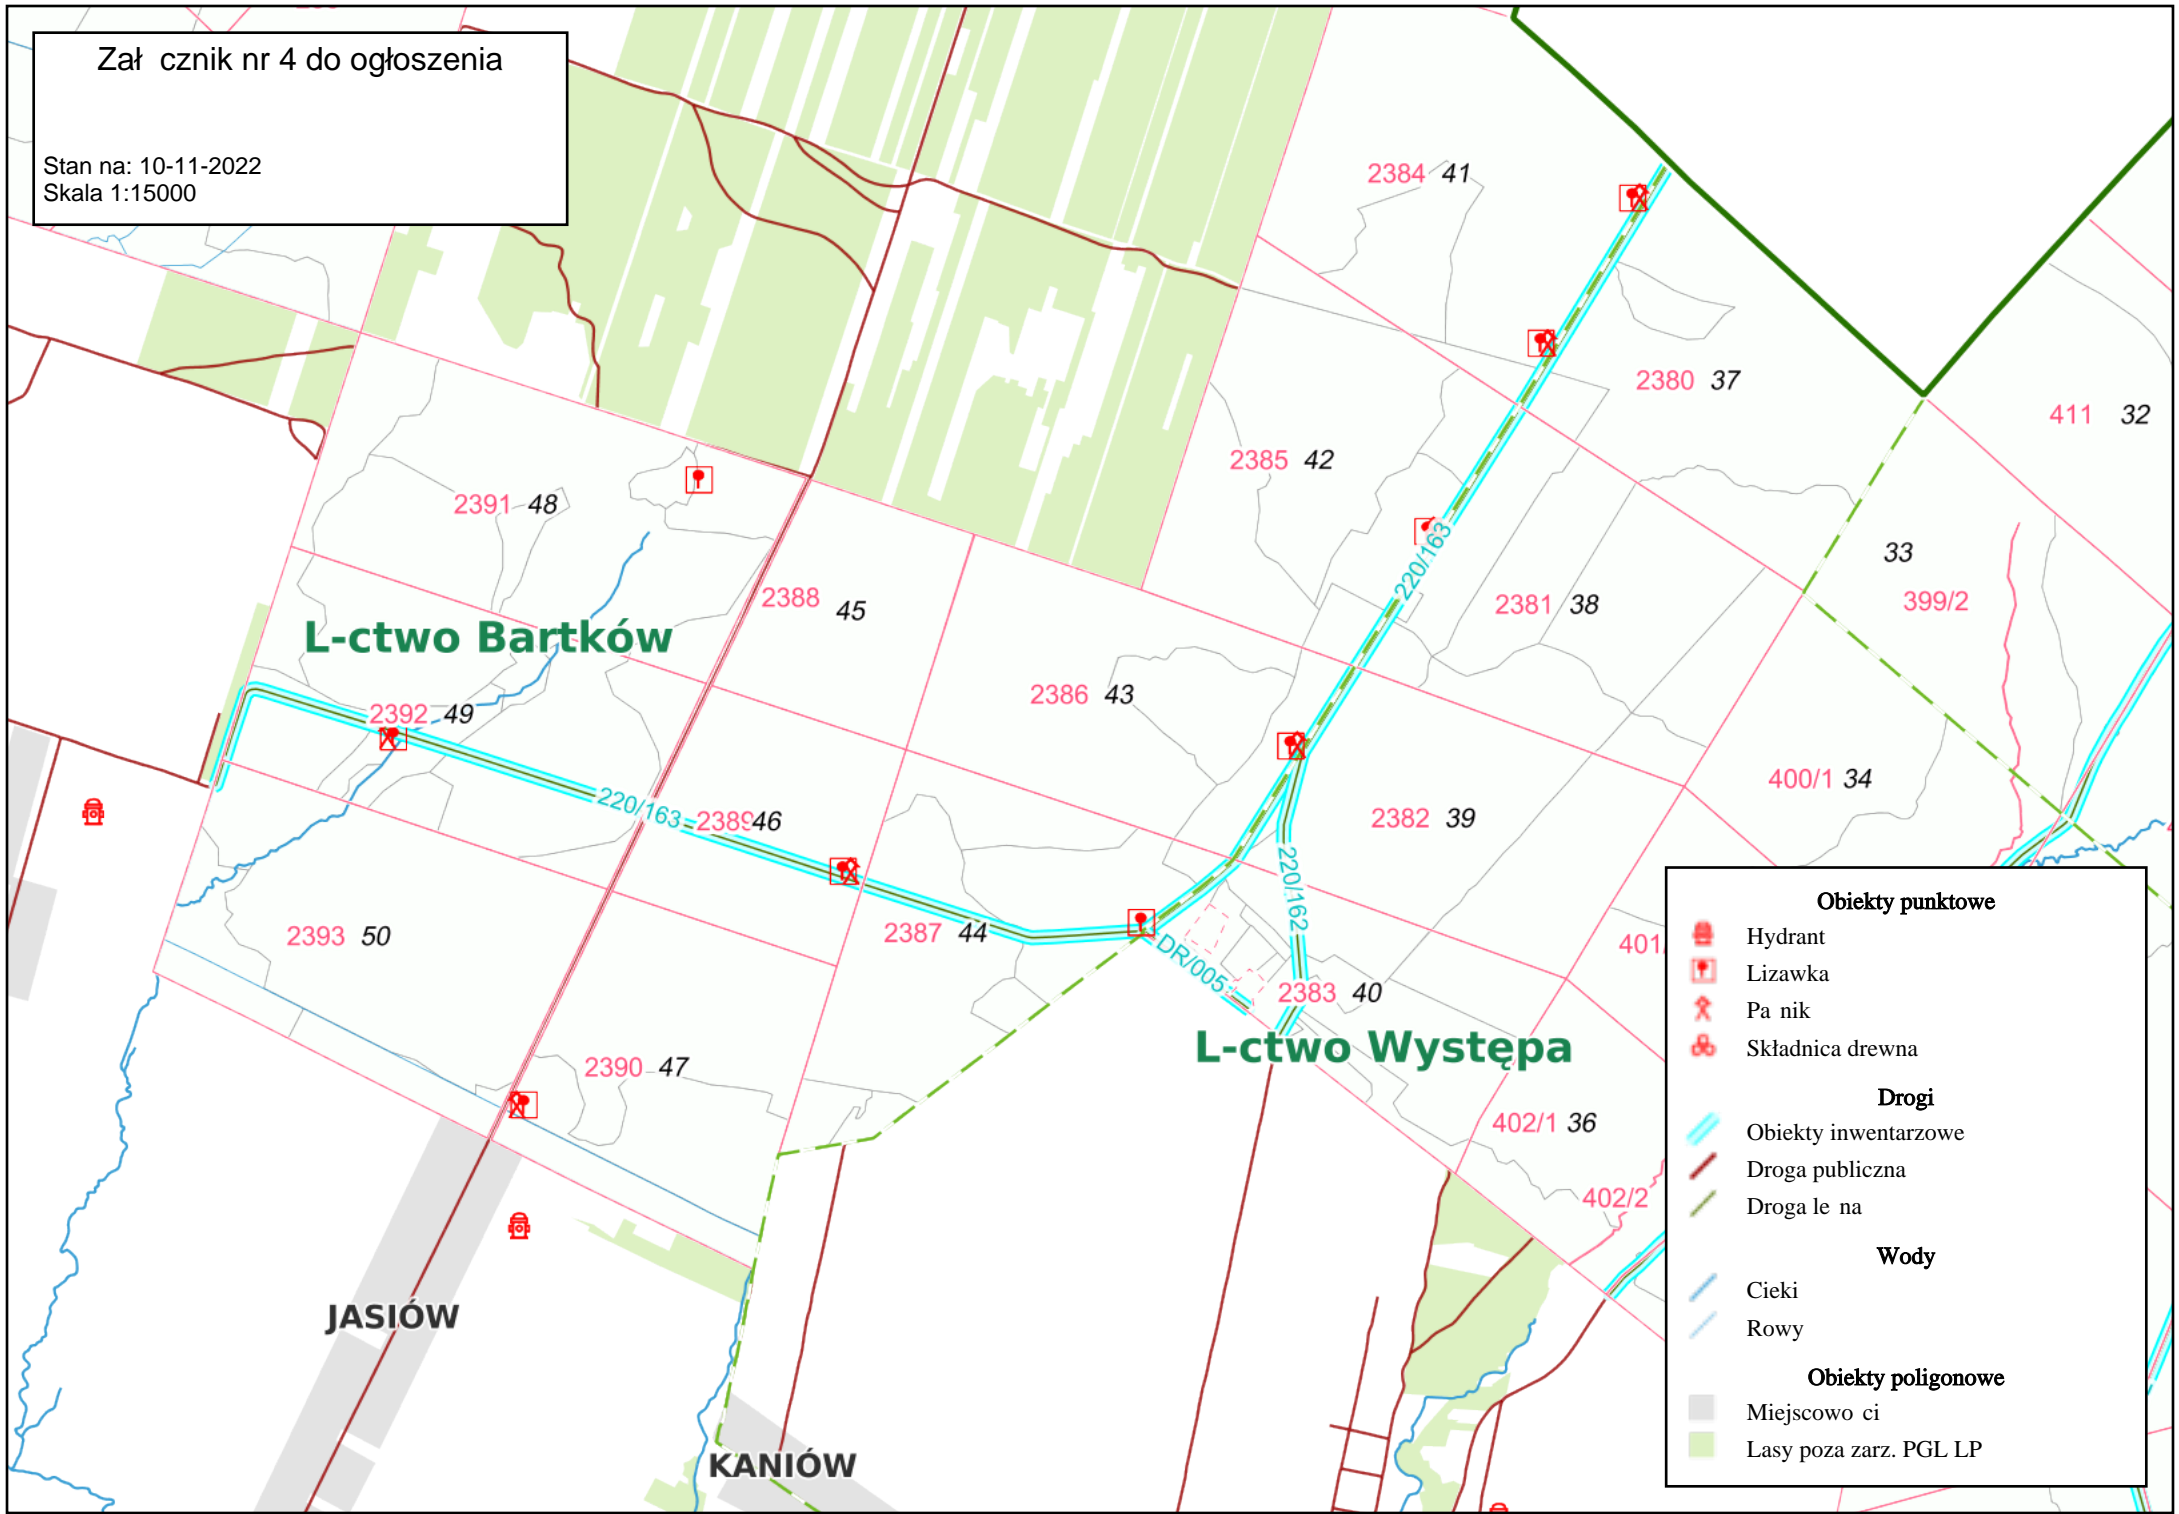 Zał cznik nr 4 do ogłoszenia
Stan na: 10-11-2022
Skala 1:15000
2384 41
2380 37
411 32
2385 42
2391 48
33
399/2
2388 45
220/163
2381 38
L-ctwo Bartków
2386 43
2392 49
400/1 34
220/163
2389 46
2382 39
220/162
2393 50
2387 44
401/
DR/005
2383 40
L-ctwo Występa
2390 47
402/1 36
402/2
JASIÓW
KANIÓW
Obiekty punktowe
Hydrant
Lizawka
Pa nik
Składnica drewna
Drogi
Obiekty inwentarzowe
Droga publiczna
Droga le na
Wody
Cieki
Rowy
Obiekty poligonowe
Miejscowo ci
Lasy poza zarz. PGL LP